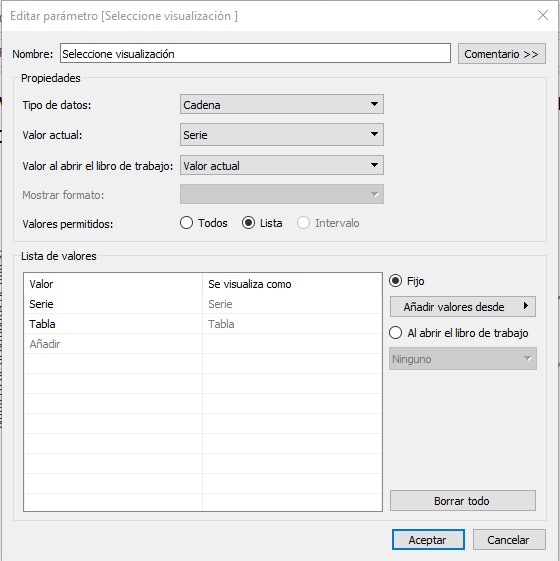 Editar parámetro [Seleccione visualización ]
Nombre: Seleccione visualización Comentario >>
Propiedades
Tipo de datos: Cadena
Valor actual: Serie
Valor al abrir el libro de trabajo: Valor actual
Mostrar formato:
Valores permitidos: Todos Lista Intervalo
Lista de valores
Valor Se visualiza como
Serie Serie
Tabla Tabla
Añadir
Fijo
Añadir valores desde
Al abrir el libro de trabajo
Ninguno
Borrar todo
Aceptar Cancelar